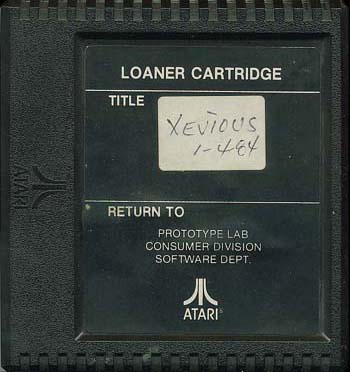 LOANER CARTRIDGE
TITLE
XEVIOUS
1-484
RETURN TO
PROTOTYPE LAB
CONSUMER DIVISION
SOFTWARE DEPT.
ATARI®
ATARI